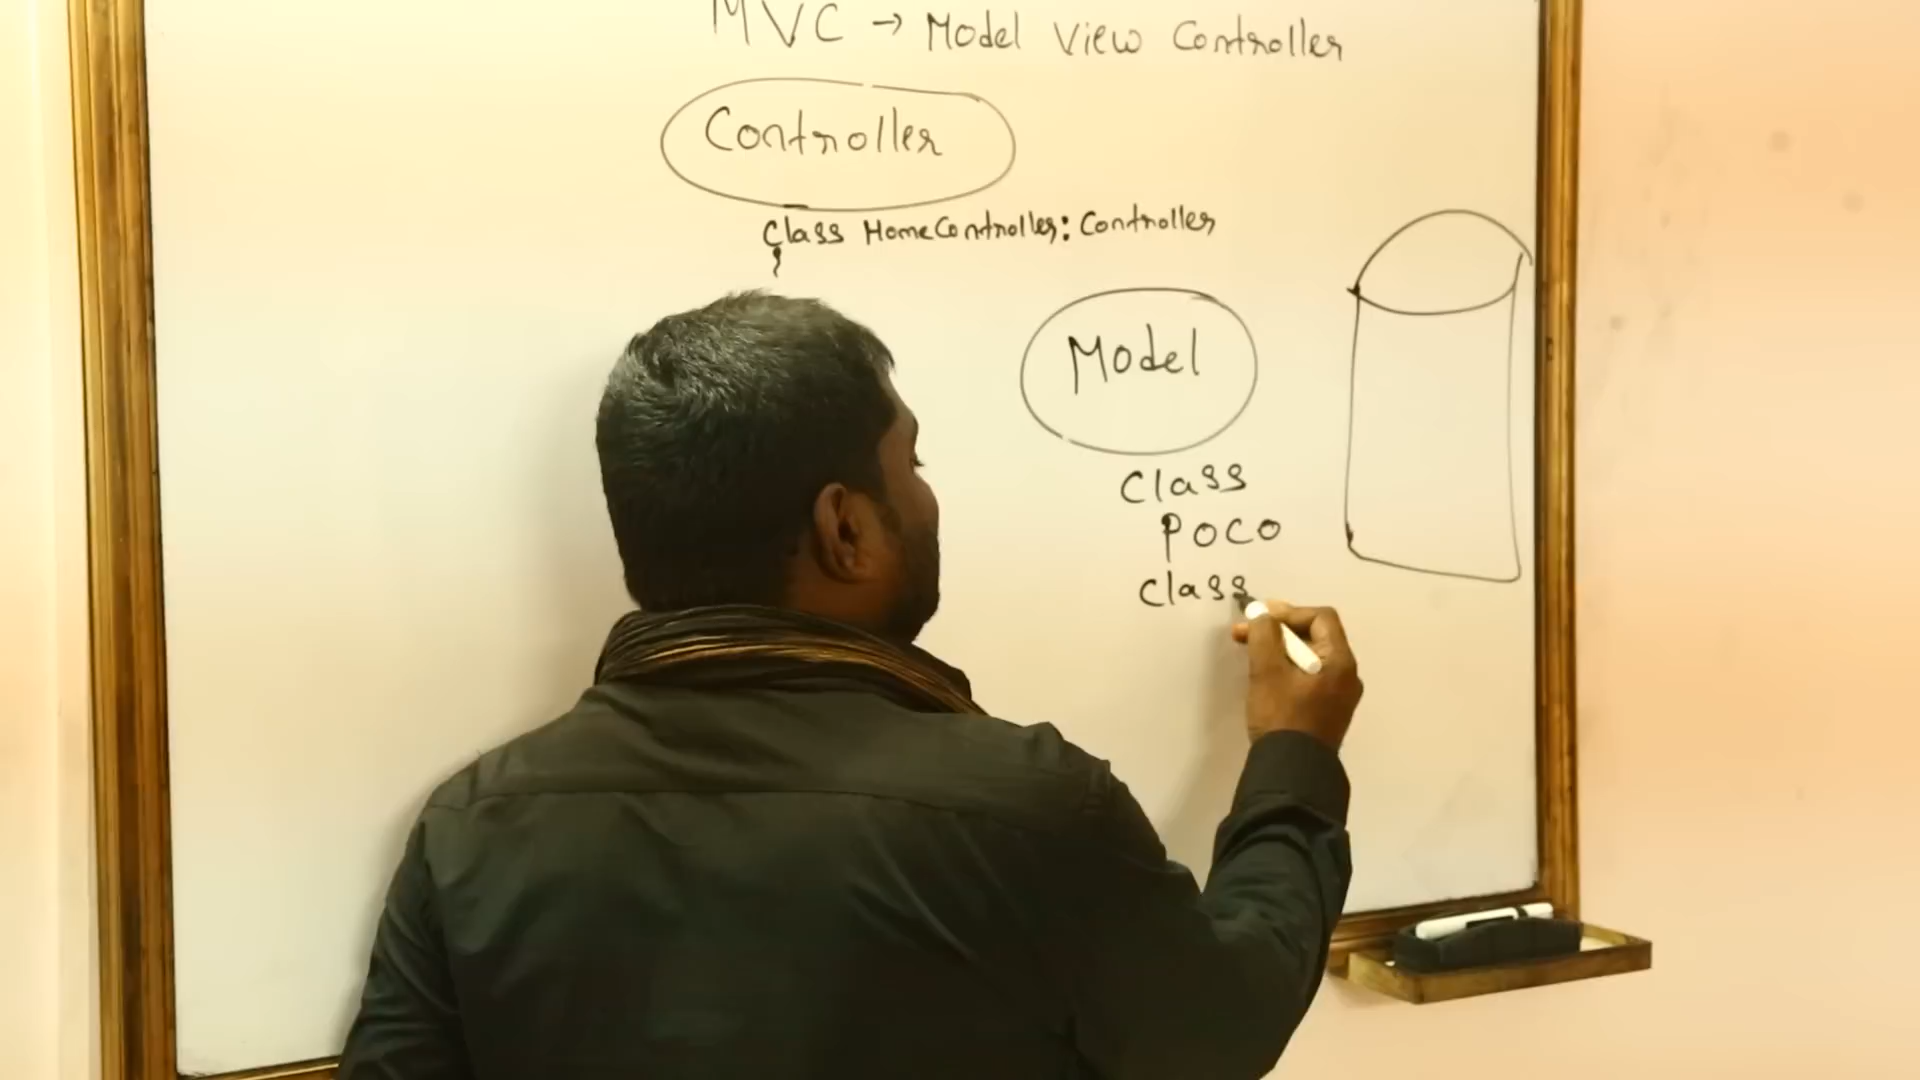 MVC → Model View Controller
Controller
Class HomeController: Controller
{
Model
Class
POCO
Class